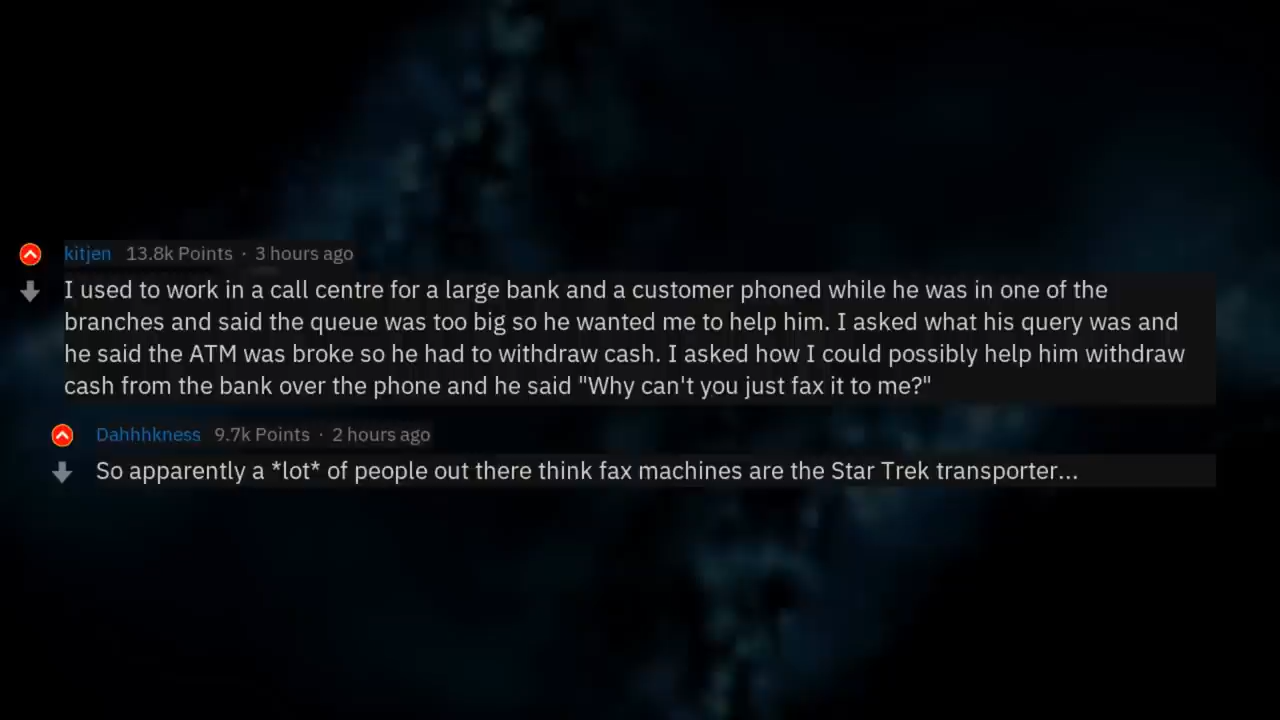 kitjen 13.8k Points · 3 hours ago
I used to work in a call centre for a large bank and a customer phoned while he was in one of the
branches and said the queue was too big so he wanted me to help him. I asked what his query was and
he said the ATM was broke so he had to withdraw cash. I asked how I could possibly help him withdraw
cash from the bank over the phone and he said "Why can't you just fax it to me?"
Dahhhkness 9.7k Points · 2 hours ago
So apparently a *lot* of people out there think fax machines are the Star Trek transporter...